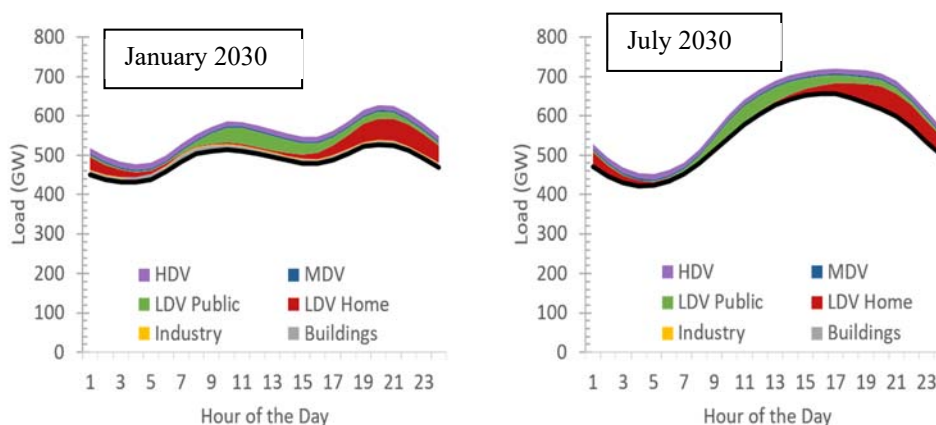 January 2030
Load (GW)
800
700
600
500
400
300
200
100
0
HDV MDV
LDV Public LDV Home
Industry Buildings
1 3 5 7 9 11 13 15 17 19 21 23
Hour of the Day
July 2030
Load (GW)
800
700
600
500
400
300
200
100
0
HDV MDV
LDV Public LDV Home
Industry Buildings
1 3 5 7 9 11 13 15 17 19 21 23
Hour of the Day